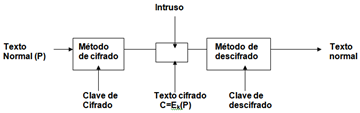 Intruso
Texto
Normal (P)
Método
de cifrado
Método de
descifrado
Texto
normal
Clave de
Cifrado
Texto cifrado
C=Ek(P)
Clave de
descifrado